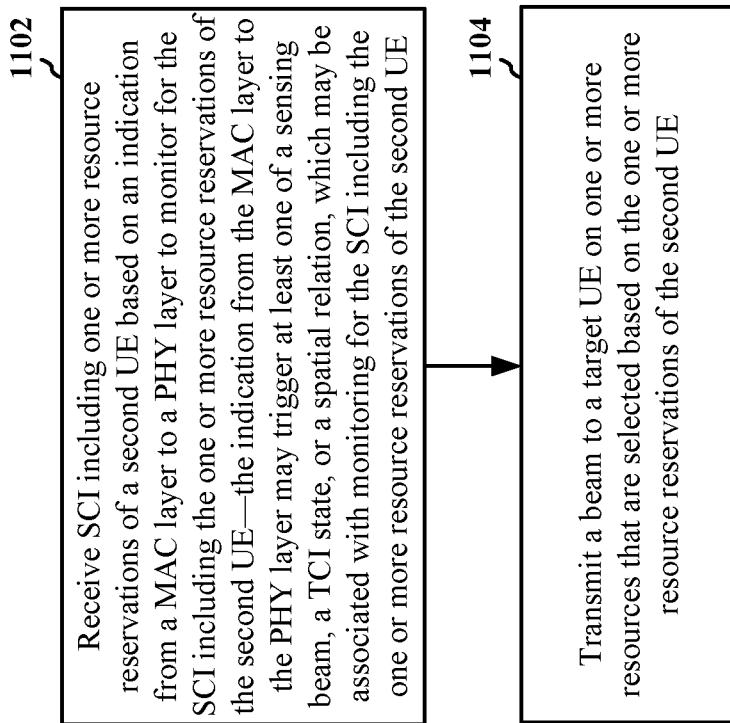 1102
Receive SCI including one or more resource
reservations of a second UE based on an indication
from a MAC layer to a PHY layer to monitor for the
SCI including the one or more resource reservations of
the second UE—the indication from the MAC layer to
the PHY layer may trigger at least one of a sensing
beam, a TCI state, or a spatial relation, which may be
associated with monitoring for the SCI including the
one or more resource reservations of the second UE
1104
Transmit a beam to a target UE on one or more
resources that are selected based on the one or more
resource reservations of the second UE